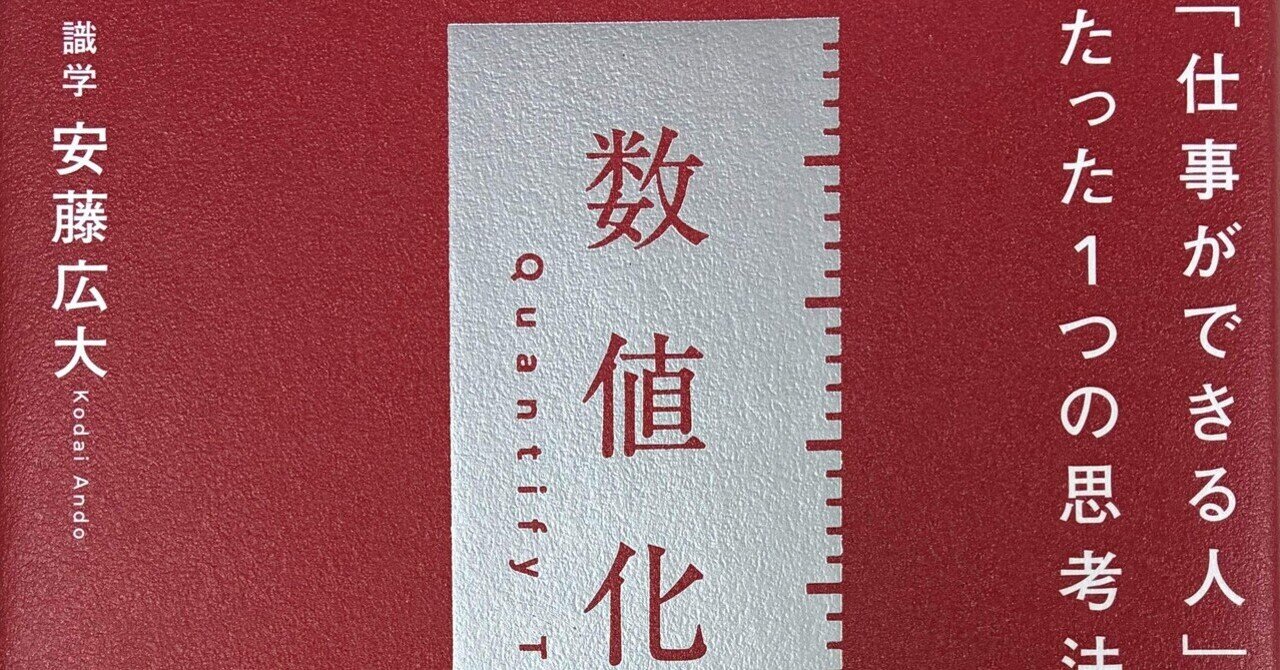 「仕事ができる人」
たった1つの思考法
数値化
Quantify T
識学 安藤広大 Kodai Ando